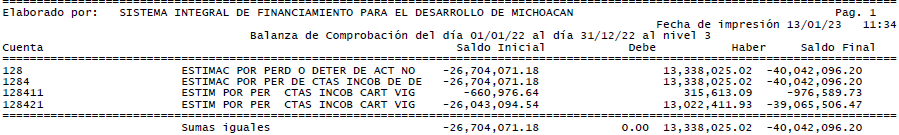 Elaborado por: SISTEMA INTEGRAL DE FINANCIAMIENTO PARA EL DESARROLLO DE MICHOACAN Pag. 1
Fecha de impresión 13/01/23 11:34
Balanza de Comprobación del día 01/01/22 al día 31/12/22 al nivel 3
Cuenta Saldo Inicial Debe Haber Saldo Final
128 ESTIMAC POR PERD O DETER DE ACT NO -26,704,071.18 13,338,025.02 -40,042,096.20
1284 ESTIMAC POR PER DE CTAS INCOB DE DE -26,704,071.18 13,338,025.02 -40,042,096.20
128411 ESTIM POR PER CTAS INCOB CART VIG -660,976.64 315,613.09 -976,589.73
128421 ESTIM POR PER CTAS INCOB CART VIG -26,043,094.54 13,022,411.93 -39,065,506.47
Sumas iguales -26,704,071.18 0.00 13,338,025.02 -40,042,096.20